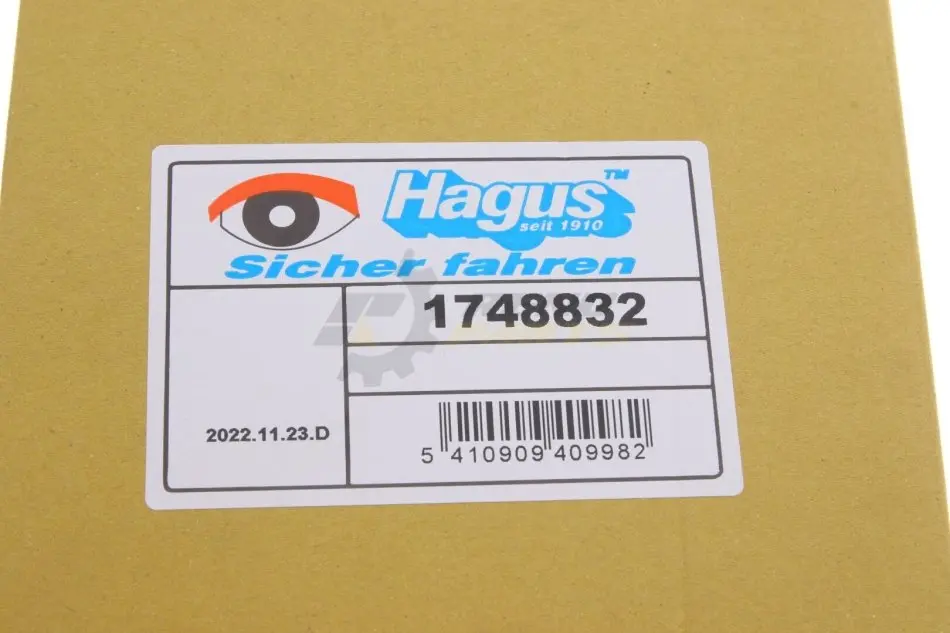 Hagus™
seit 1910
Sicher fahren
1748832
2022.11.23.D
5 410909 409982